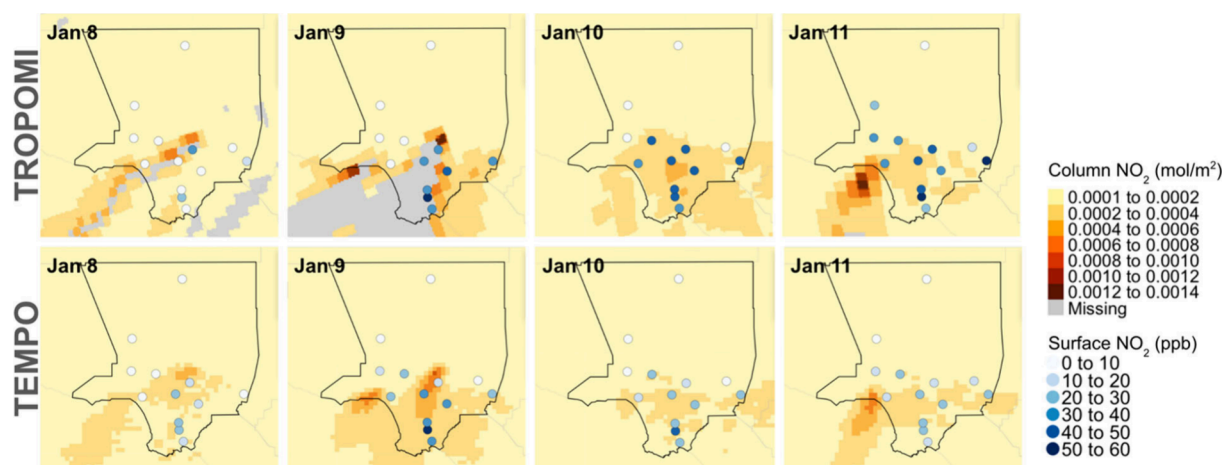 TROPOMI
Jan 8
Jan 9
Jan 10
Jan 11
TEMPO
Jan 8
Jan 9
Jan 10
Jan 11
Column NO₂ (mol/m²)
0.0001 to 0.0002
0.0002 to 0.0004
0.0004 to 0.0006
0.0006 to 0.0008
0.0008 to 0.0010
0.0010 to 0.0012
0.0012 to 0.0014
Missing
Surface NO₂ (ppb)
0 to 10
10 to 20
20 to 30
30 to 40
40 to 50
50 to 60